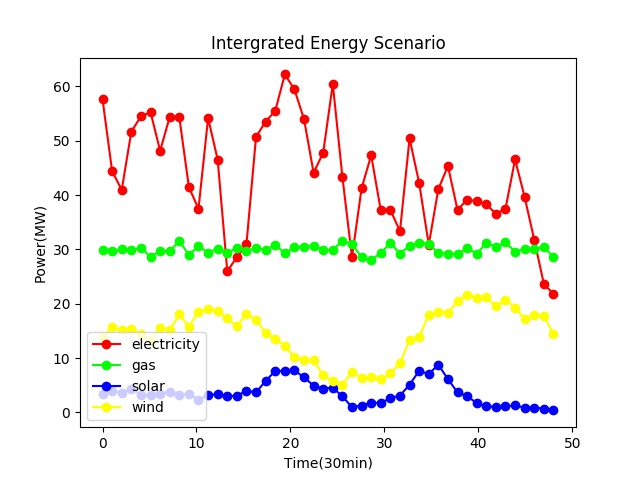 Intergrated Energy Scenario
Power(MW)
60
50
40
30
20
10
0
electricity
gas
solar
wind
0 10 20 30 40 50
Time(30min)